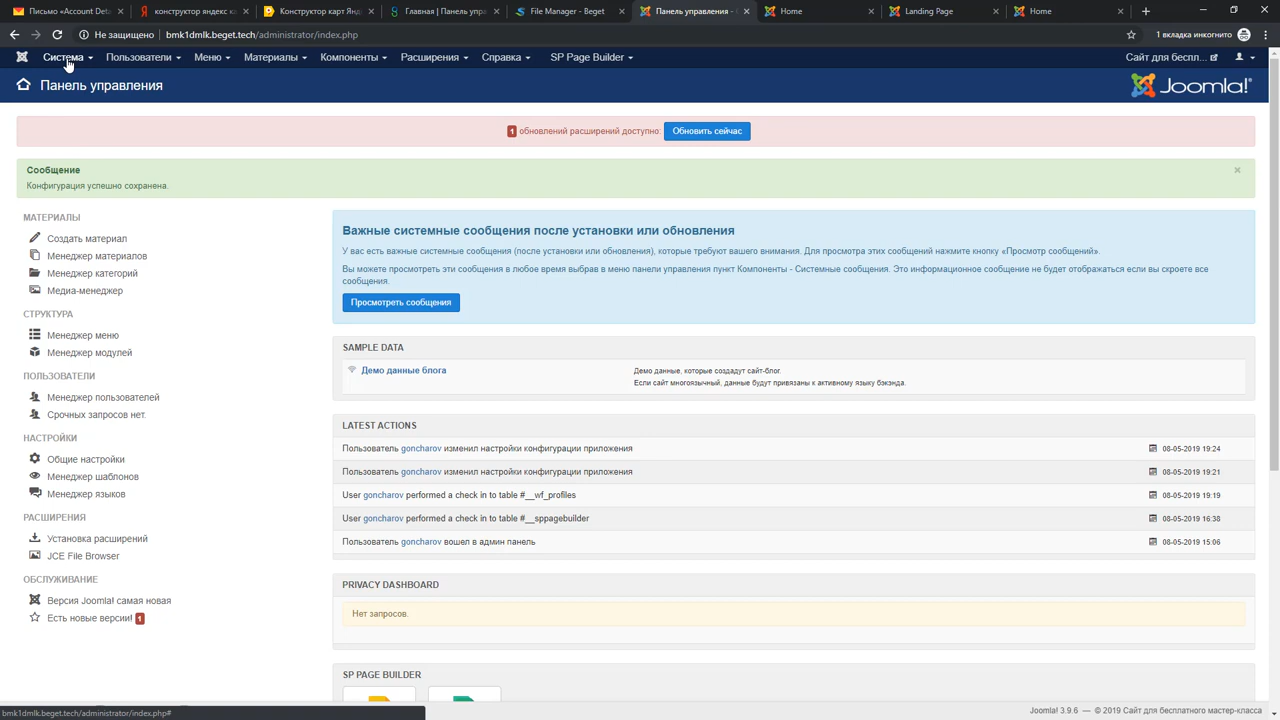 Письмо «Account Deta
конструктор яндекс ка
Конструктор карт Янд
Главная | Панель упр
File Manager - Beget
Панель управления -
Home
Landing Page
Home
Не защищено
bmk1dmlk.beget.tech/administrator/index.php
1 вкладка инкогнито
Система
Пользователи
Меню
Материалы
Компоненты
Расширения
Справка
SP Page Builder
Сайт для беспл...
Панель управления
Joomla!®
1 обновлений расширений доступно: Обновить сейчас
Сообщение
Конфигурация успешно сохранена.
МАТЕРИАЛЫ
Создать материал
Менеджер материалов
Менеджер категорий
Медиа-менеджер
СТРУКТУРА
Менеджер меню
Менеджер модулей
ПОЛЬЗОВАТЕЛИ
Менеджер пользователей
Срочных запросов нет.
НАСТРОЙКИ
Общие настройки
Менеджер шаблонов
Менеджер языков
РАСШИРЕНИЯ
Установка расширений
JCE File Browser
ОБСЛУЖИВАНИЕ
Версия Joomla! самая новая
Есть новые версии! 1
Важные системные сообщения после установки или обновления
У вас есть важные системные сообщения (после установки или обновления), которые требуют вашего внимания. Для просмотра этих сообщений нажмите кнопку «Просмотр сообщений».
Вы можете просмотреть эти сообщения в любое время выбрав в меню панели управления пункт Компоненты - Системные сообщения. Это информационное сообщение не будет отображаться если вы скроете все
сообщения.
Просмотреть сообщения
SAMPLE DATA
Демо данные блога
Демо данные, которые создадут сайт-блог.
Если сайт многоязычный, данные будут привязаны к активному языку бэкэнда.
LATEST ACTIONS
Пользователь goncharov изменил настройки конфигурации приложения 08-05-2019 19:24
Пользователь goncharov изменил настройки конфигурации приложения 08-05-2019 19:21
User goncharov performed a check in to table #__wf_profiles 08-05-2019 19:19
User goncharov performed a check in to table #__sppagebuilder 08-05-2019 16:38
Пользователь goncharov вошел в админ панель 08-05-2019 15:06
PRIVACY DASHBOARD
Нет запросов.
SP PAGE BUILDER
bmk1dmlk.beget.tech/administrator/index.php#
Joomla! 3.9.6 — © 2019 Сайт для бесплатного мастер-класса